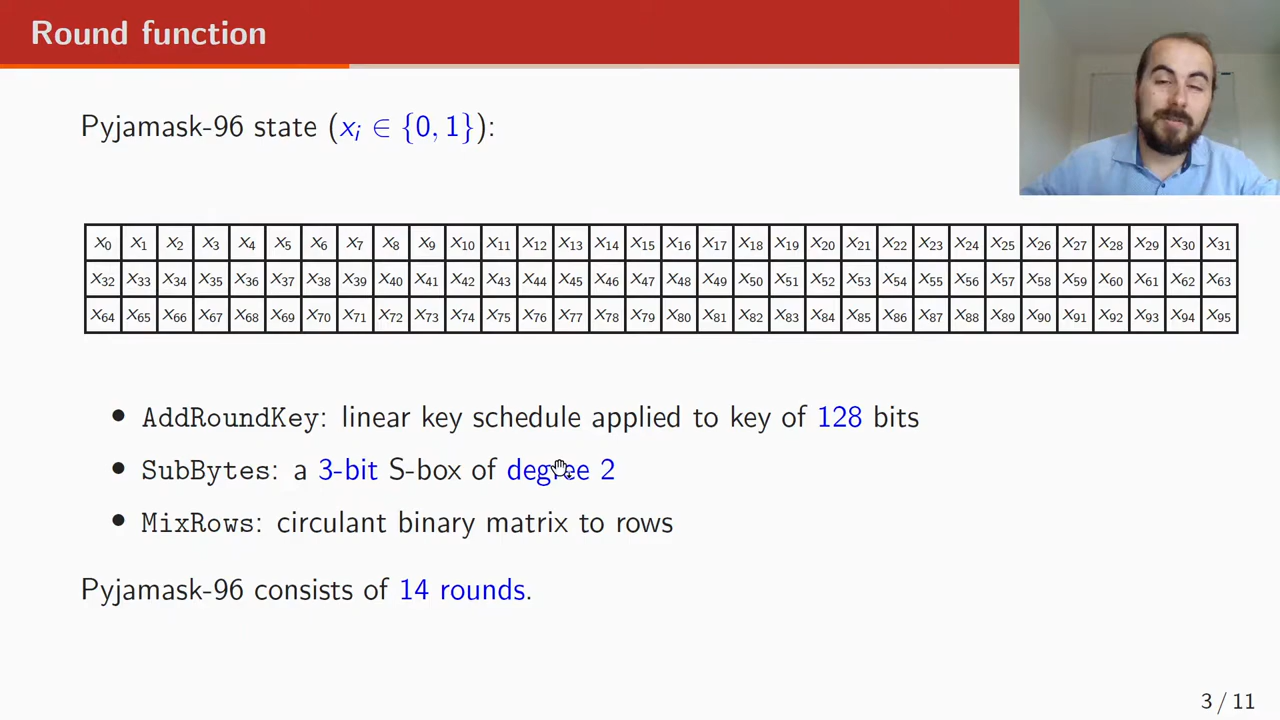 Round function
Pyjamask-96 state (xᵢ ∈ {0, 1}):
x₀ x₁ x₂ x₃ x₄ x₅ x₆ x₇ x₈ x₉ x₁₀ x₁₁ x₁₂ x₁₃ x₁₄ x₁₅ x₁₆ x₁₇ x₁₈ x₁₉ x₂₀ x₂₁ x₂₂ x₂₃ x₂₄ x₂₅ x₂₆ x₂₇ x₂₈ x₂₉ x₃₀ x₃₁
x₃₂ x₃₃ x₃₄ x₃₅ x₃₆ x₃₇ x₃₈ x₃₉ x₄₀ x₄₁ x₄₂ x₄₃ x₄₄ x₄₅ x₄₆ x₄₇ x₄₈ x₄₉ x₅₀ x₅₁ x₅₂ x₅₃ x₅₄ x₅₅ x₅₆ x₅₇ x₅₈ x₅₉ x₆₀ x₆₁ x₆₂ x₆₃
x₆₄ x₆₅ x₆₆ x₆₇ x₆₈ x₆₉ x₇₀ x₇₁ x₇₂ x₇₃ x₇₄ x₇₅ x₇₆ x₇₇ x₇₈ x₇₉ x₈₀ x₈₁ x₈₂ x₈₃ x₈₄ x₈₅ x₈₆ x₈₇ x₈₈ x₈₉ x₉₀ x₉₁ x₉₂ x₉₃ x₉₄ x₉₅
• AddRoundKey: linear key schedule applied to key of 128 bits
• SubBytes: a 3-bit S-box of degree 2
• MixRows: circulant binary matrix to rows
Pyjamask-96 consists of 14 rounds.
3 / 11